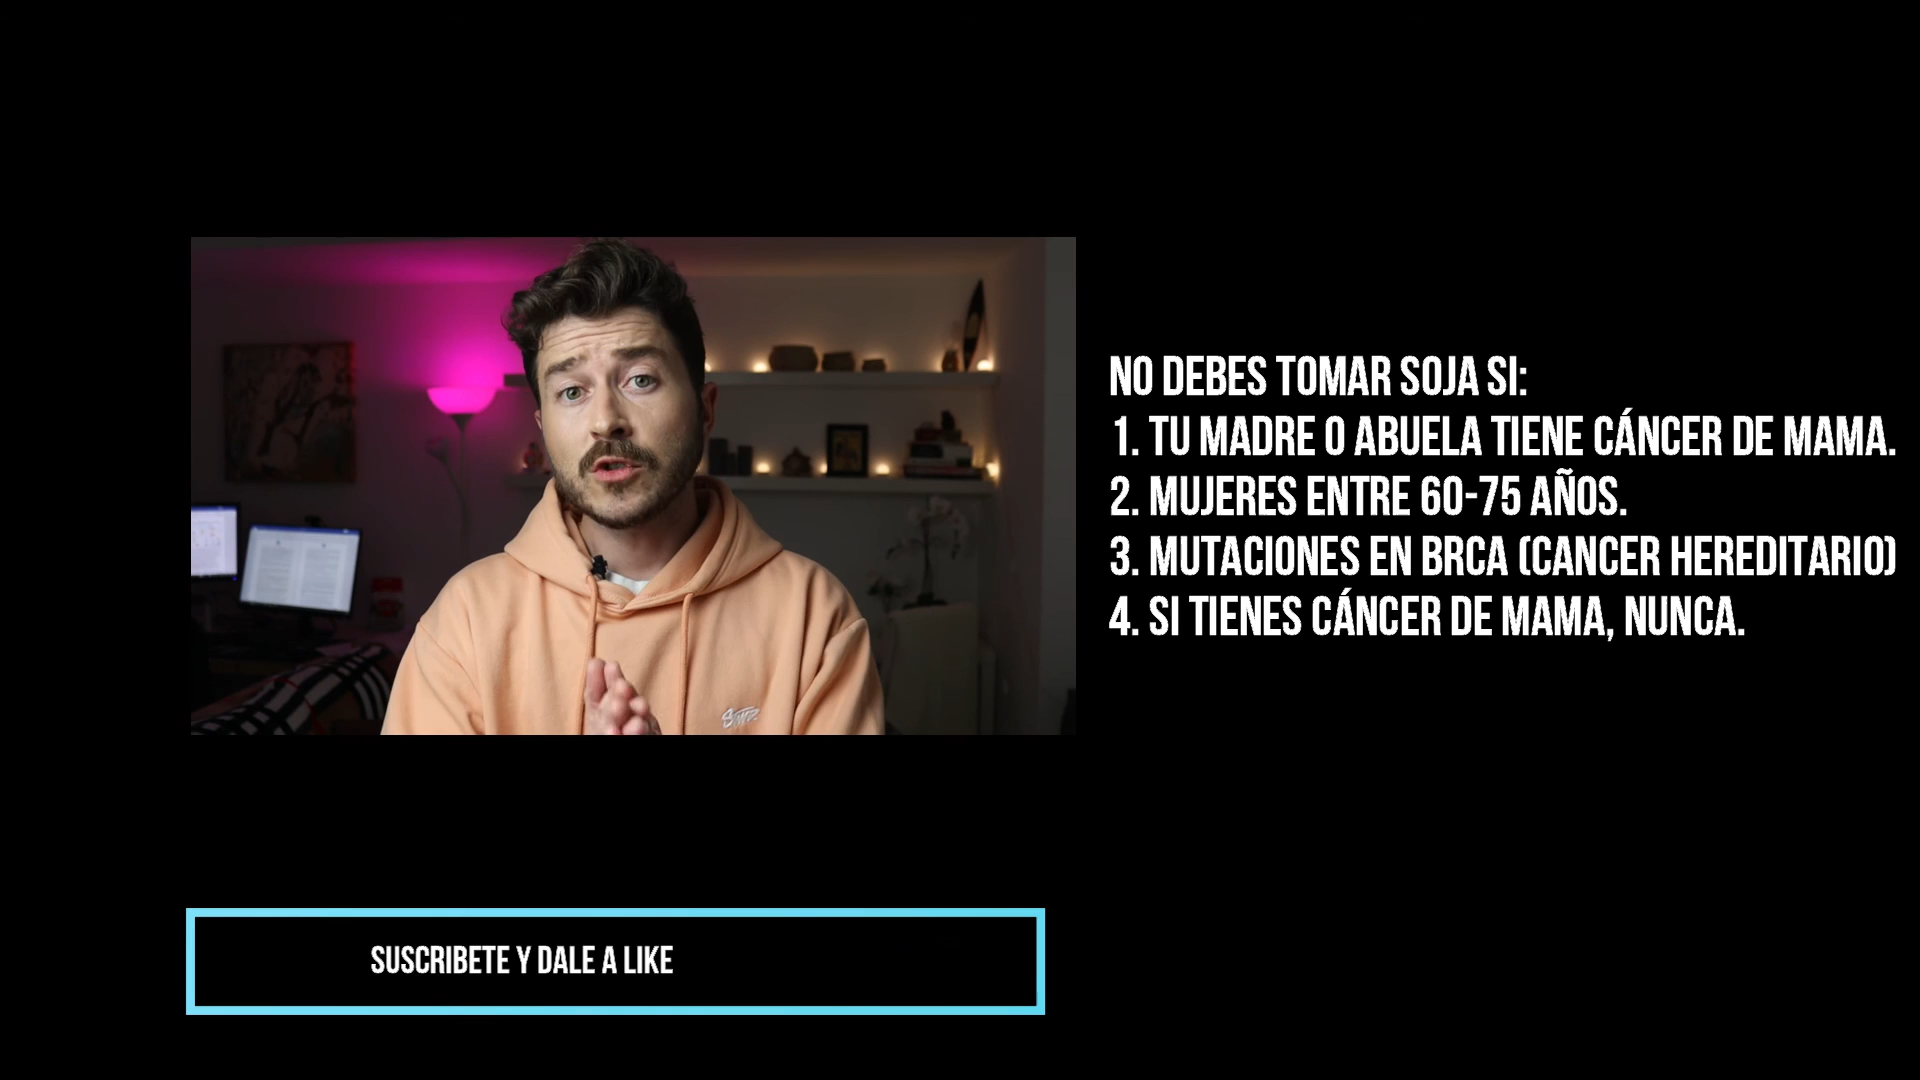 NO DEBES TOMAR SOJA SI:
1. TU MADRE O ABUELA TIENE CÁNCER DE MAMA.
2. MUJERES ENTRE 60-75 AÑOS.
3. MUTACIONES EN BRCA (CANCER HEREDITARIO)
4. SI TIENES CÁNCER DE MAMA, NUNCA.
SUSCRIBETE Y DALE A LIKE